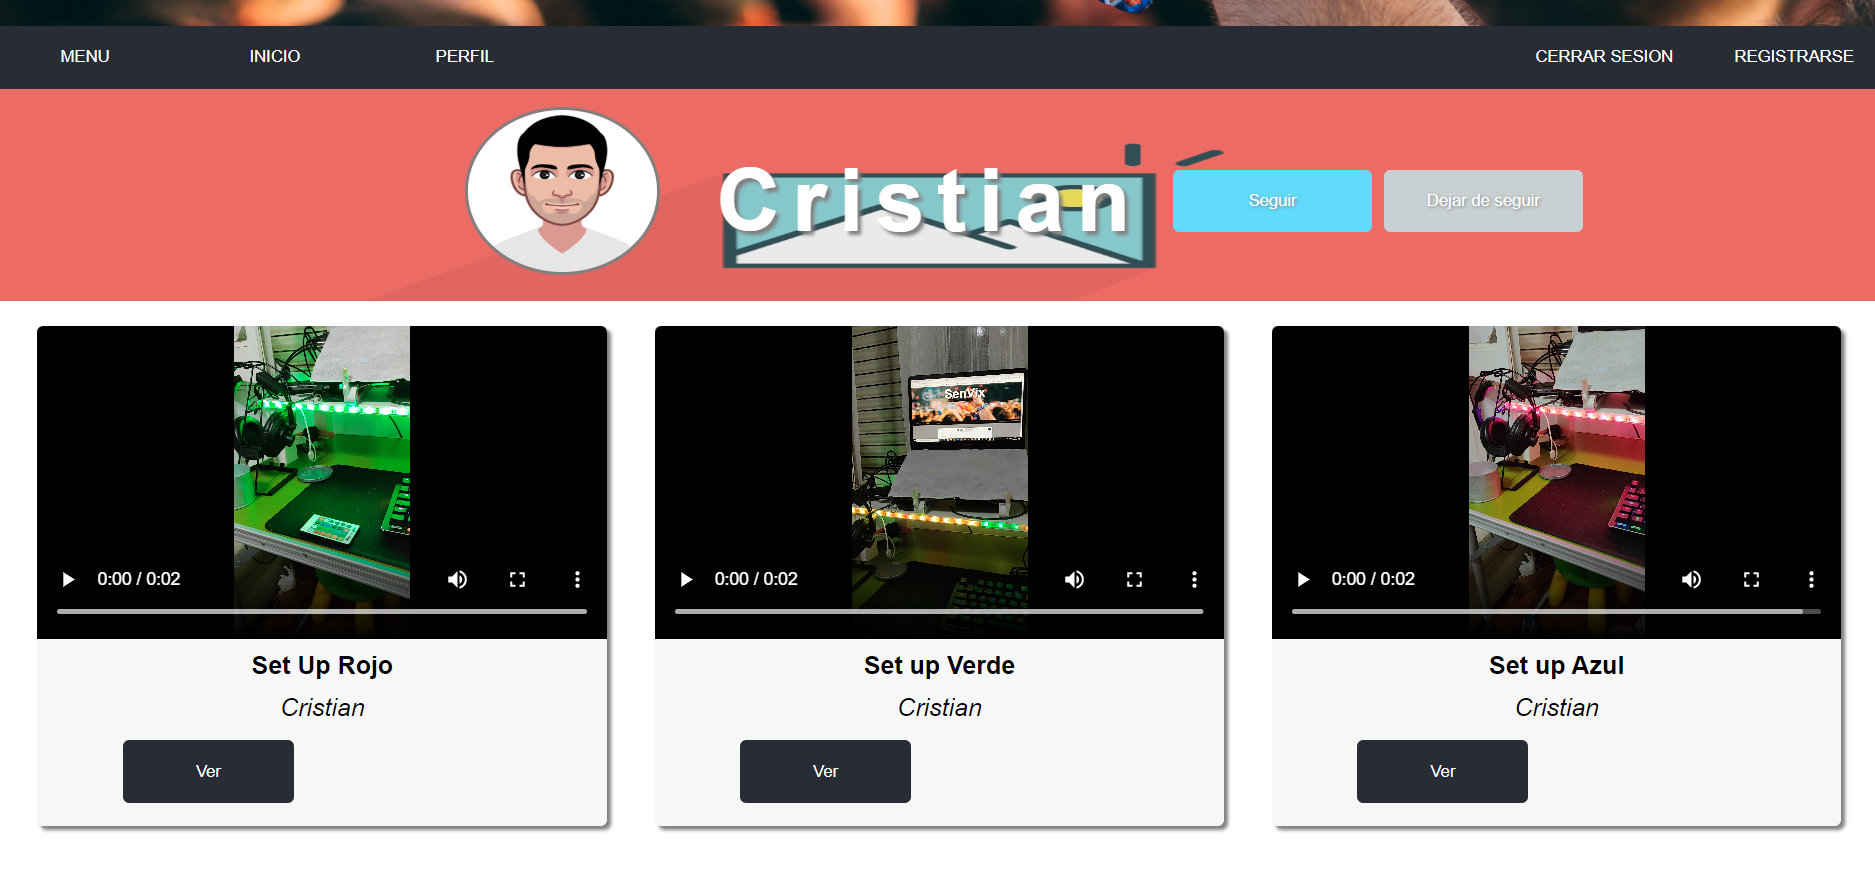 MENU
INICIO
PERFIL
CERRAR SESION
REGISTRARSE
Cristian
Seguir
Dejar de seguir
SenVix
0:00 / 0:02
0:00 / 0:02
0:00 / 0:02
Set Up Rojo
Set up Verde
Set up Azul
Cristian
Cristian
Cristian
Ver
Ver
Ver